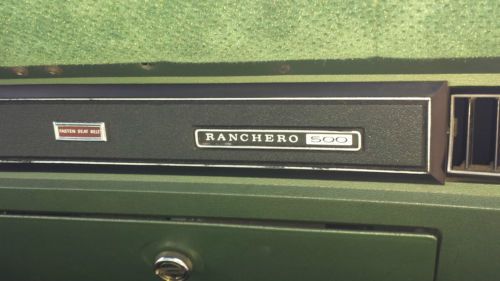 FASTEN SEAT BELT
RANCHERO 500